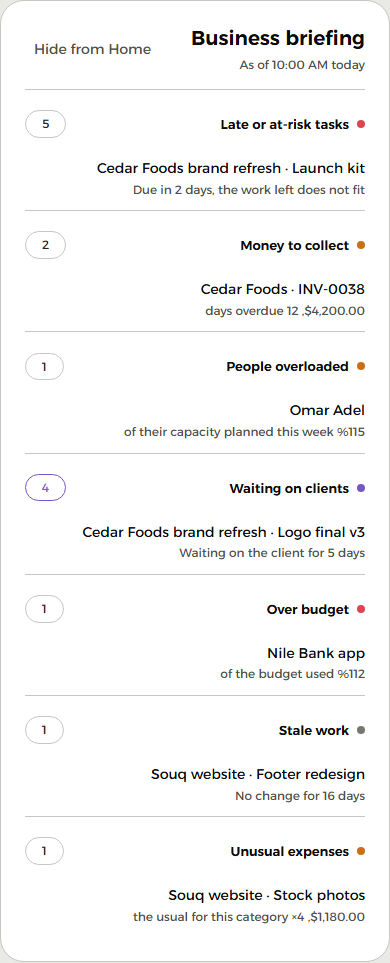 Business briefing
Hide from Home
As of 10:00 AM today
Late or at-risk tasks
5
Cedar Foods brand refresh · Launch kit
Due in 2 days, the work left does not fit
Money to collect
2
Cedar Foods · INV-0038
days overdue 12 ,$4,200.00
People overloaded
1
Omar Adel
of their capacity planned this week %115
Waiting on clients
4
Cedar Foods brand refresh · Logo final v3
Waiting on the client for 5 days
Over budget
1
Nile Bank app
of the budget used %112
Stale work
1
Souq website · Footer redesign
No change for 16 days
Unusual expenses
1
Souq website · Stock photos
the usual for this category ×4 ,$1,180.00